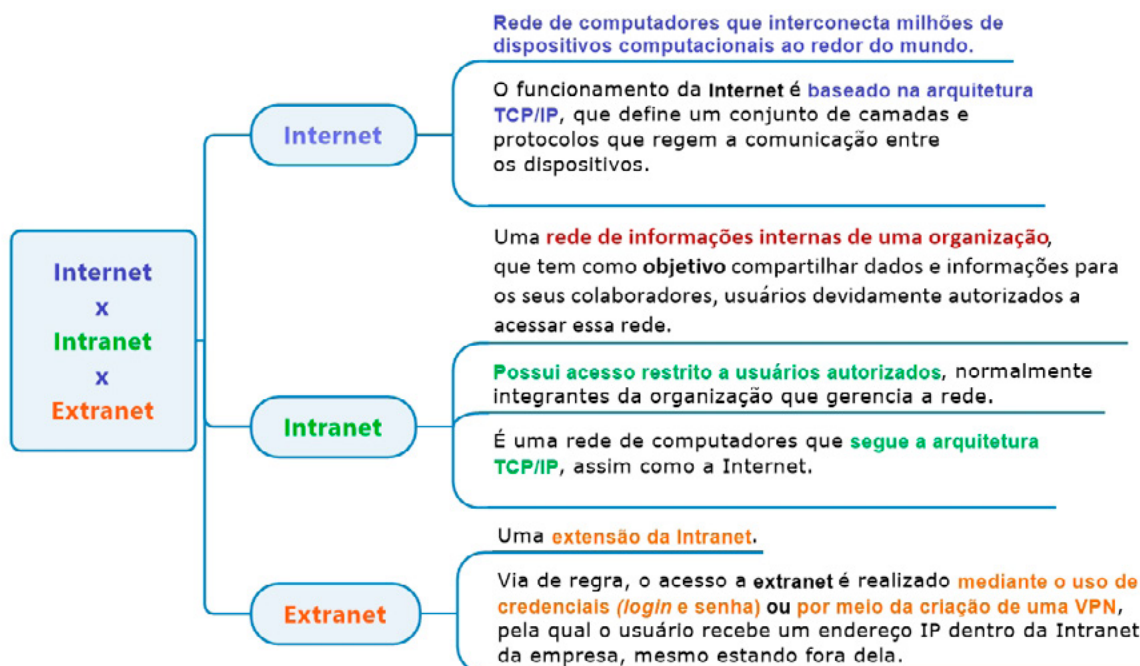 Internet
x
Intranet
x
Extranet
Internet
Rede de computadores que interconecta milhões de
dispositivos computacionais ao redor do mundo.
O funcionamento da Internet é baseado na arquitetura
TCP/IP, que define um conjunto de camadas e
protocolos que regem a comunicação entre
os dispositivos.
Intranet
Uma rede de informações internas de uma organização,
que tem como objetivo compartilhar dados e informações para
os seus colaboradores, usuários devidamente autorizados a
acessar essa rede.
Possui acesso restrito a usuários autorizados, normalmente
integrantes da organização que gerencia a rede.
É uma rede de computadores que segue a arquitetura
TCP/IP, assim como a Internet.
Extranet
Uma extensão da Intranet.
Via de regra, o acesso a extranet é realizado mediante o uso de
credenciais (login e senha) ou por meio da criação de uma VPN,
pela qual o usuário recebe um endereço IP dentro da Intranet
da empresa, mesmo estando fora dela.